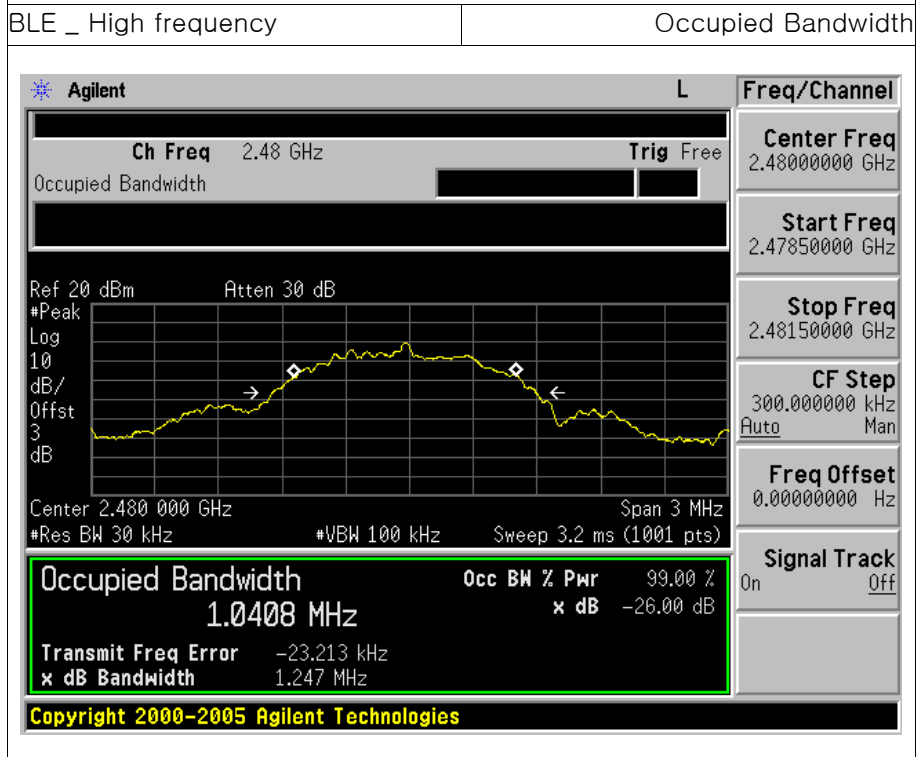 BLE _ High frequency
Occupied Bandwidth
Agilent
L
Freq/Channel
Ch Freq 2.48 GHz
Trig Free
Occupied Bandwidth
Center Freq
2.48000000 GHz
Start Freq
2.47850000 GHz
Stop Freq
2.48150000 GHz
CF Step
300.000000 kHz
Auto Man
Freq Offset
0.00000000 Hz
Signal Track
On Off
Ref 20 dBm
Atten 30 dB
#Peak
Log
10
dB/
Offst
3
dB
Center 2.480 000 GHz
Span 3 MHz
#Res BW 30 kHz
#VBW 100 kHz
Sweep 3.2 ms (1001 pts)
Occupied Bandwidth
1.0408 MHz
Occ BW % Pwr 99.00 %
x dB -26.00 dB
Transmit Freq Error -23.213 kHz
x dB Bandwidth 1.247 MHz
Copyright 2000-2005 Agilent Technologies